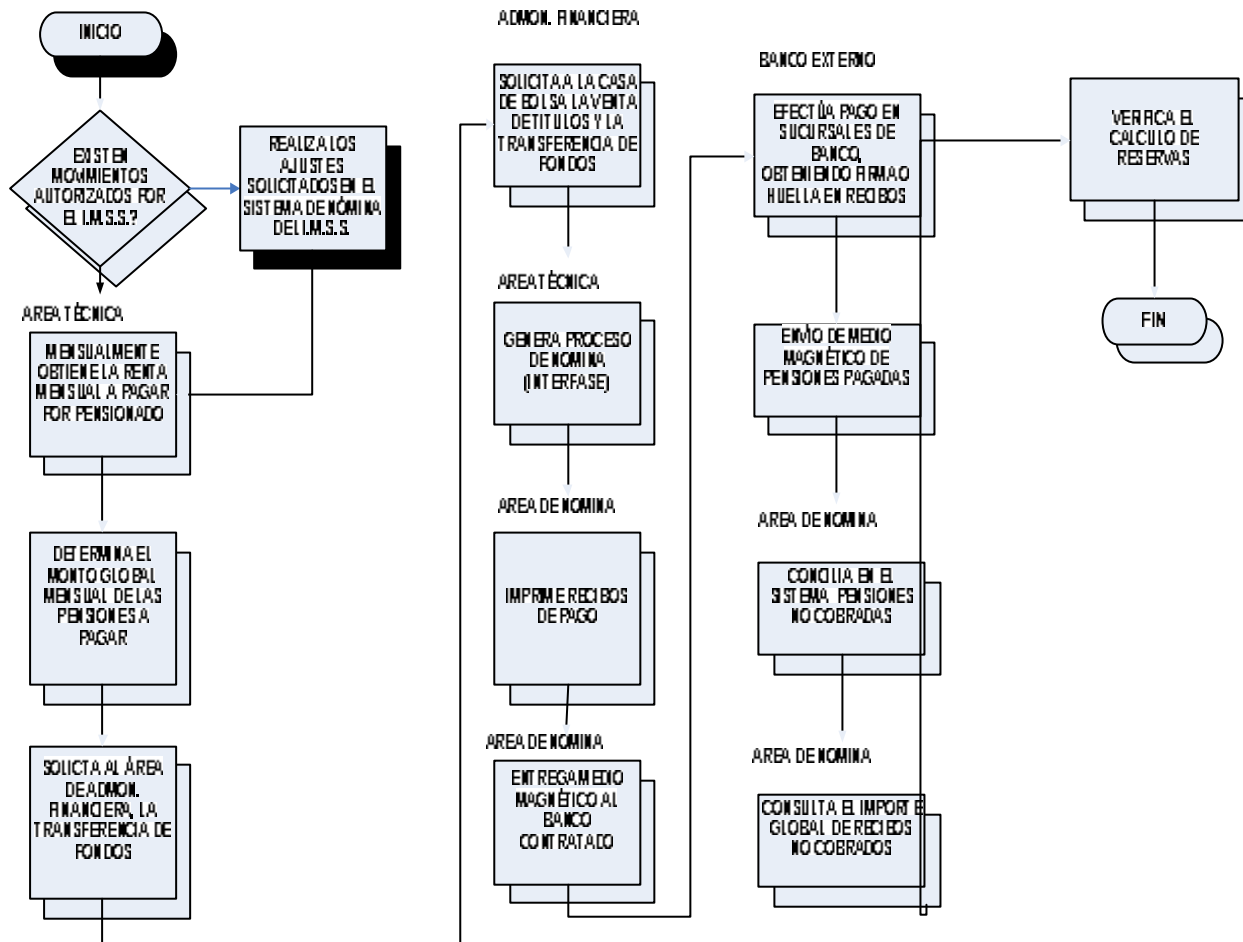 INICIO
EXISTEN
MOVIMIENTOS
AUTORIZADOS POR
EL I.M.S.S.?
REALIZA LOS
AJUSTES
SOLICITADOS EN EL
SISTEMA DE NÓMINA
DEL I.M.S.S.
AREA TÉCNICA
MENSUALMENTE
OBTIENE LA RENTA
MENSUAL A PAGAR
POR PENSIONADO
DETERMINA EL
MONTO GLOBAL
MENSUAL DE LAS
PENSIONES A
PAGAR
SOLICTA AL ÁREA
DE ADMON.
FINANCIERA, LA
TRANSFERENCIA DE
FONDOS
ADMON. FINANCIERA
SOLICITA A LA CASA
DE BOLSA LA VENTA
DE TITULOS Y LA
TRANSFERENCIA DE
FONDOS
AREA TÉCNICA
GENERA PROCESO
DE NOMINA
(INTERFASE)
AREA DE NOMINA
IMPRIME RECIBOS
DE PAGO
AREA DE NOMINA
ENTREGA MEDIO
MAGNÉTICO AL
BANCO
CONTRATADO
BANCO EXTERNO
EFECTÚA PAGO EN
SUCURSALES DE
BANCO,
OBTENIENDO FIRMA O
HUELLA EN RECIBOS
ENVÍO DE MEDIO
MAGNÉTICO DE
PENSIONES PAGADAS
AREA DE NOMINA
CONCILIA EN EL
SISTEMA PENSIONES
NO COBRADAS
AREA DE NOMINA
CONSULTA EL IMPORTE
GLOBAL DE RECIBOS
NO COBRADOS
VERIFICA EL
CALCULO DE
RESERVAS
FIN